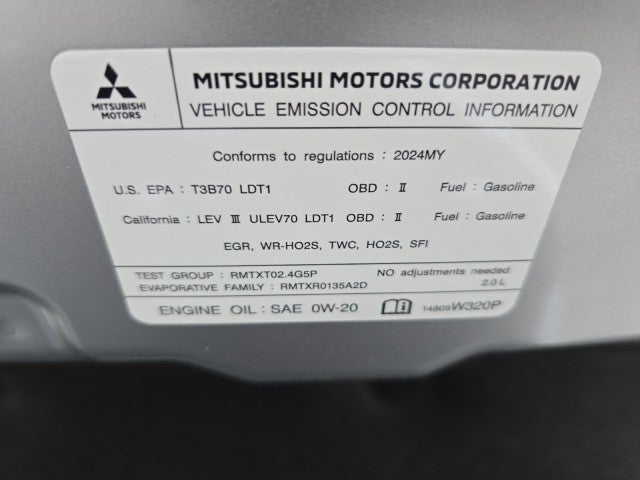 MITSUBISHI MOTORS
MITSUBISHI MOTORS CORPORATION
VEHICLE EMISSION CONTROL INFORMATION
Conforms to regulations : 2024MY
U.S. EPA : T3B70 LDT1 OBD : II Fuel : Gasoline
California : LEV III ULEV70 LDT1 OBD : II Fuel : Gasoline
EGR, WR-HO2S, TWC, HO2S, SFI
TEST GROUP : RMTXT02.4G5P No adjustments needed
EVAPORATIVE FAMILY : RMTXR0135A2D 2.0 L
ENGINE OIL : SAE 0W-20 14805W320P